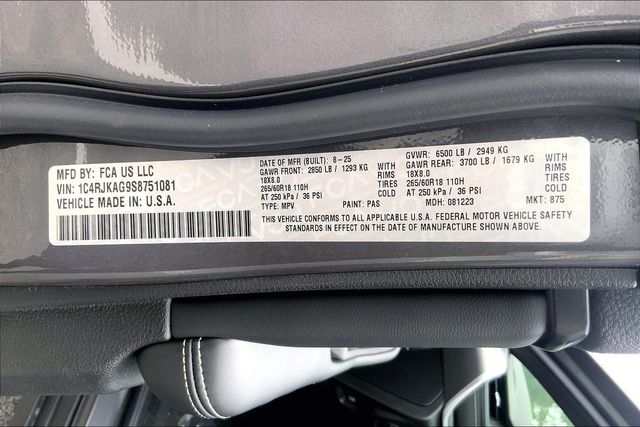 MFD BY: FCA US LLC
VIN: 1C4RJKAG9S8751081
VEHICLE MADE IN: U.S.A.
DATE OF MFR (BUILT): 8-25
GAWR FRONT: 2850 LB / 1293 KG WITH
18X8.0 RIMS
265/60R18 110H TIRES
AT 250 kPal / 36 PSI COLD
TYPE: MPV PAINT: PAS
GVWR: 6500 LB / 2949 KG
GAWR REAR: 3700 LB / 1679 KG WITH
18X8.0 RIMS
265/60R18 110H TIRES
AT 250 kPal / 36 PSI COLD
MDH: 081223 MKT: 875
THIS VEHICLE CONFORMS TO ALL APPLICABLE U.S.A. FEDERAL MOTOR VEHICLE SAFETY
STANDARDS IN EFFECT ON THE DATE OF MANUFACTURE SHOWN ABOVE.